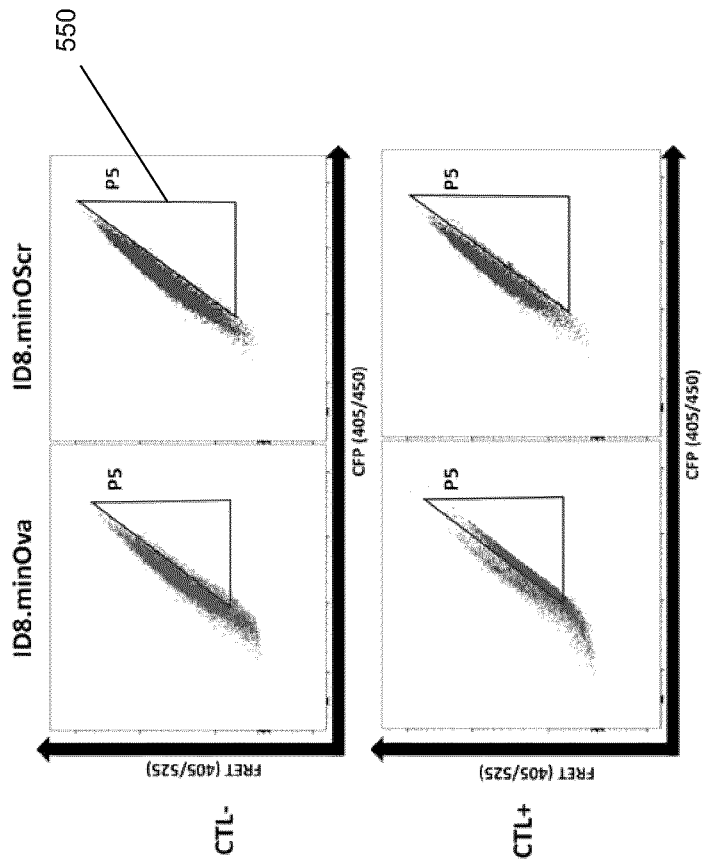 550
ID8.minOva
ID8.minOScr
CTL-
FRET (405/525)
P5
P5
CFP (405/450)
CTL+
FRET (405/525)
P5
P5
CFP (405/450)